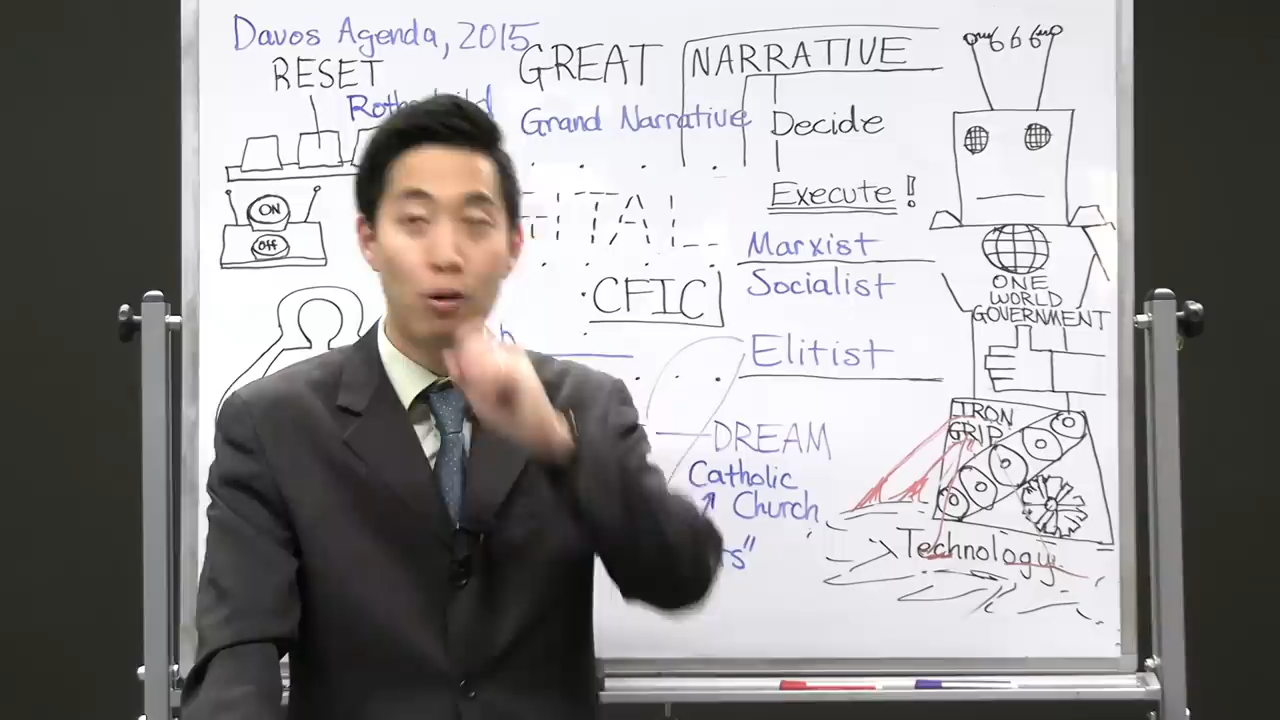 Davos Agenda, 2015
RESET
GREAT NARRATIVE
Grand Narrative
Decide
Execute!
ON
Off
Marxist
Socialist
CFIC
Elitist
DREAM
Catholic
Church
666
ONE
WORLD
GOVERNMENT
IRON
GRIP
Technology